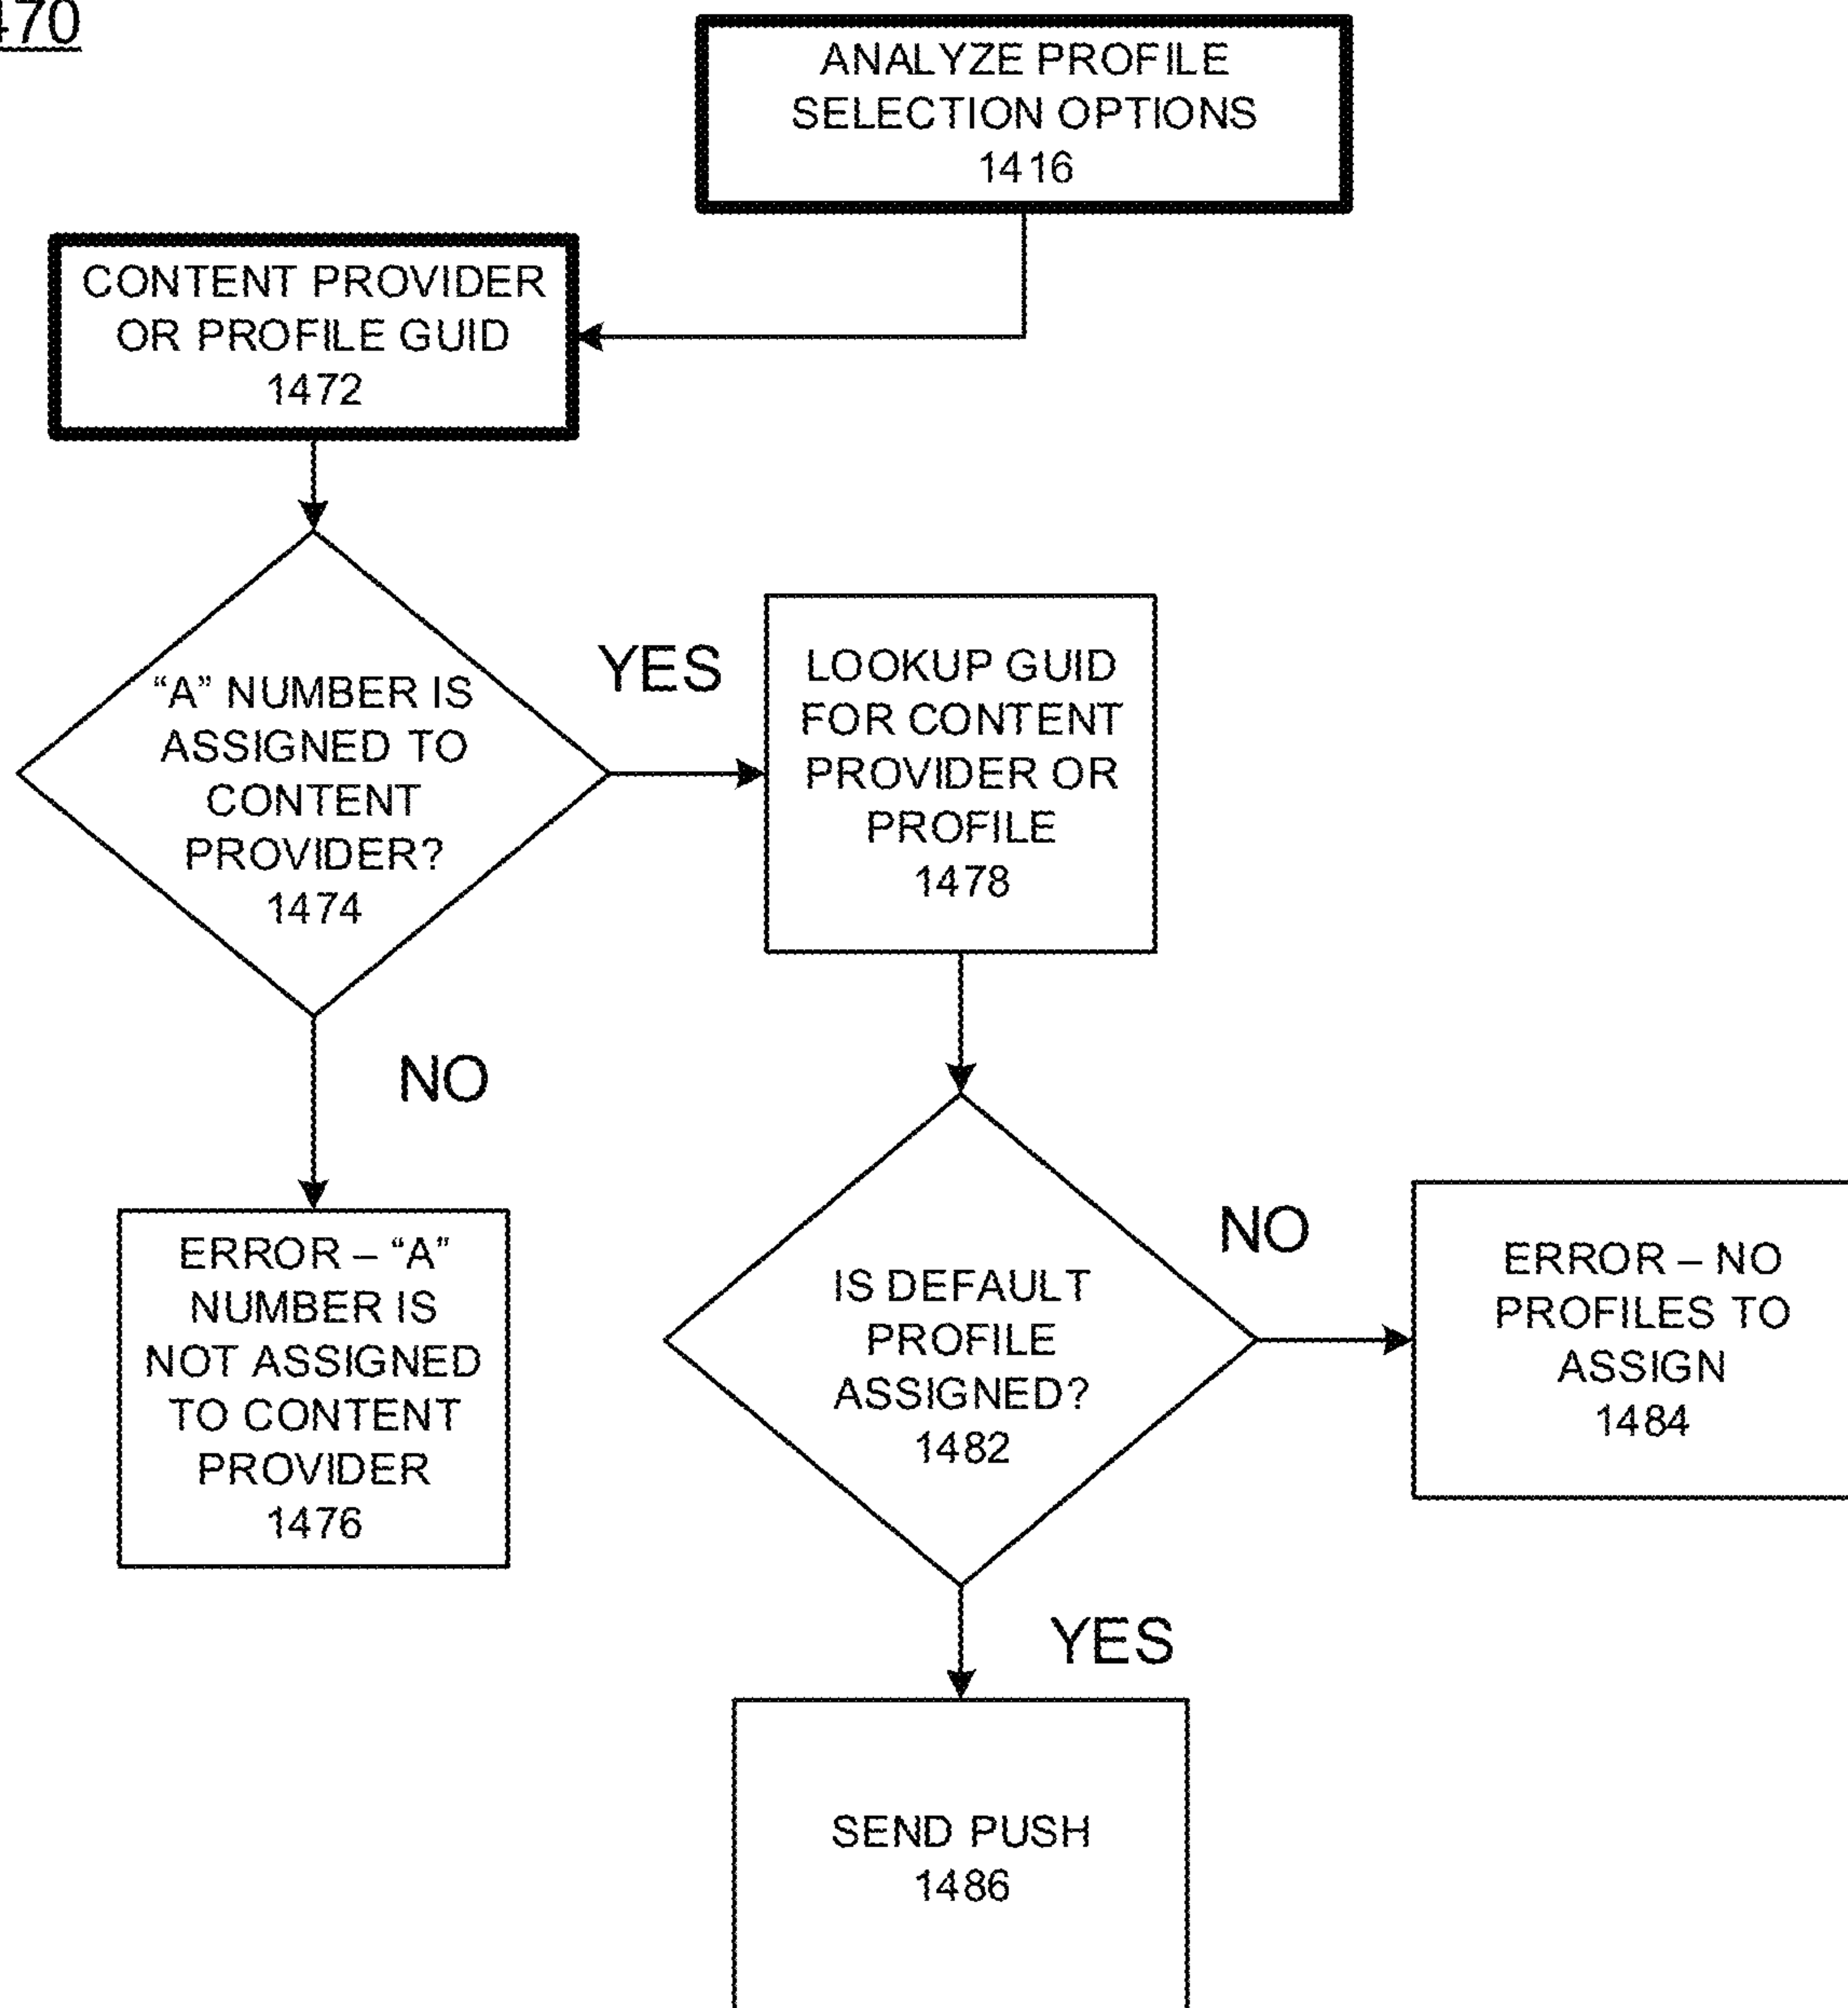 470
ANALYZE PROFILE
SELECTION OPTIONS
1416
CONTENT PROVIDER
OR PROFILE GUID
1472
“A” NUMBER IS
ASSIGNED TO
CONTENT
PROVIDER?
1474
YES
LOOKUP GUID
FOR CONTENT
PROVIDER OR
PROFILE
1478
NO
ERROR – “A”
NUMBER IS
NOT ASSIGNED
TO CONTENT
PROVIDER
1476
IS DEFAULT
PROFILE
ASSIGNED?
1482
NO
ERROR – NO
PROFILES TO
ASSIGN
1484
YES
SEND PUSH
1486